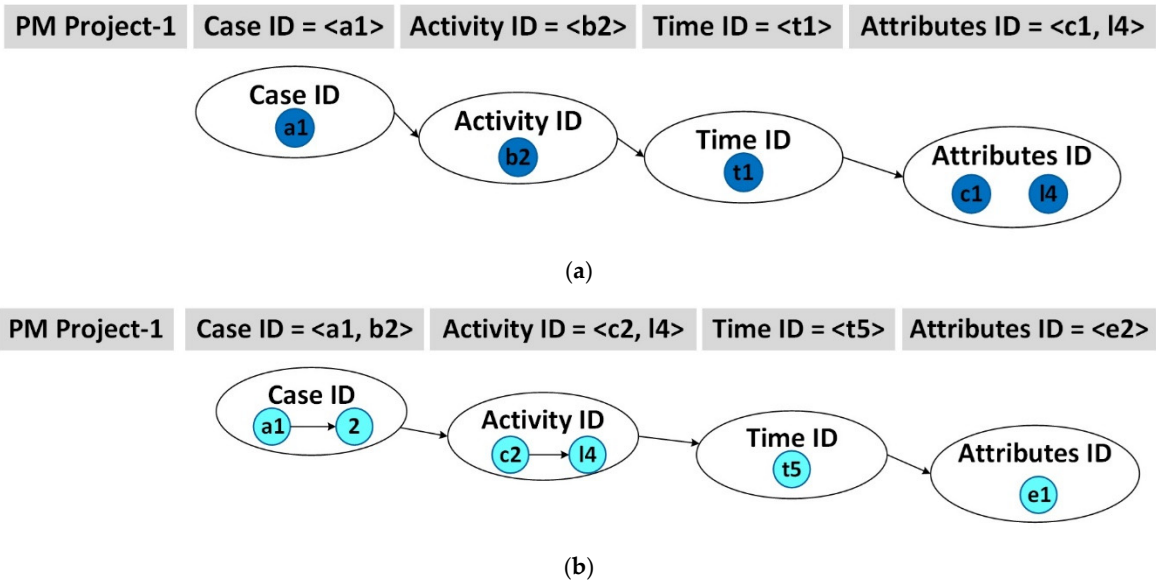 PM Project-1 Case ID = <a1> Activity ID = <b2> Time ID = <t1> Attributes ID = <c1, l4>
Case ID
a1
Activity ID
b2
Time ID
t1
Attributes ID
c1 l4
(a)
PM Project-1 Case ID = <a1, b2> Activity ID = <c2, l4> Time ID = <t5> Attributes ID = <e2>
Case ID
a1 2
Activity ID
c2 l4
Time ID
t5
Attributes ID
e1
(b)